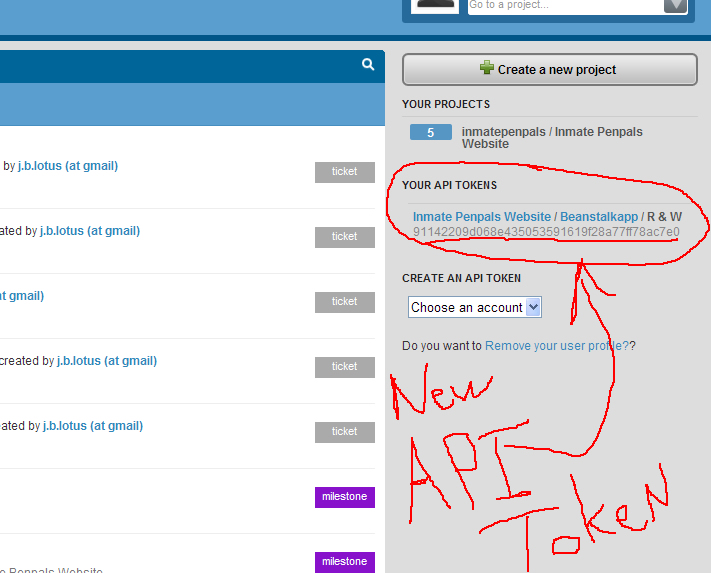 Go to a project...
Create a new project
YOUR PROJECTS
5 inmatepenpals / Inmate Penpals
Website
by j.b.lotus (at gmail) ticket
YOUR API TOKENS
Inmate Penpals Website / Beanstalkapp / R & W
91142209d068e435053591619f28a77ff78ac7e0
ated by j.b.lotus (at gmail) ticket
CREATE AN API TOKEN
at gmail) ticket
Choose an account
Do you want to Remove your user profile??
created by j.b.lotus (at gmail) ticket
New
API
Token
ated by j.b.lotus (at gmail) ticket
milestone
milestone
Penpals Website